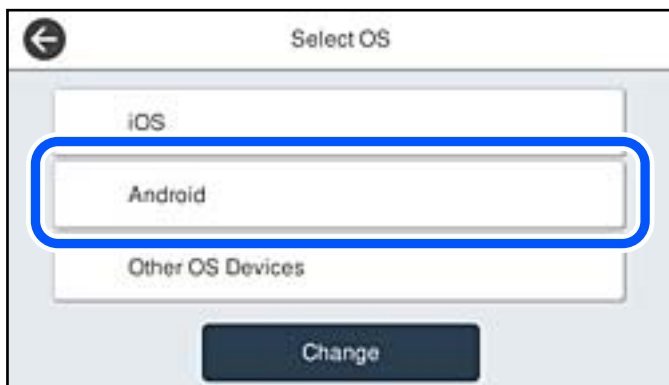 Select OS
iOS
Android
Other OS Devices
Change